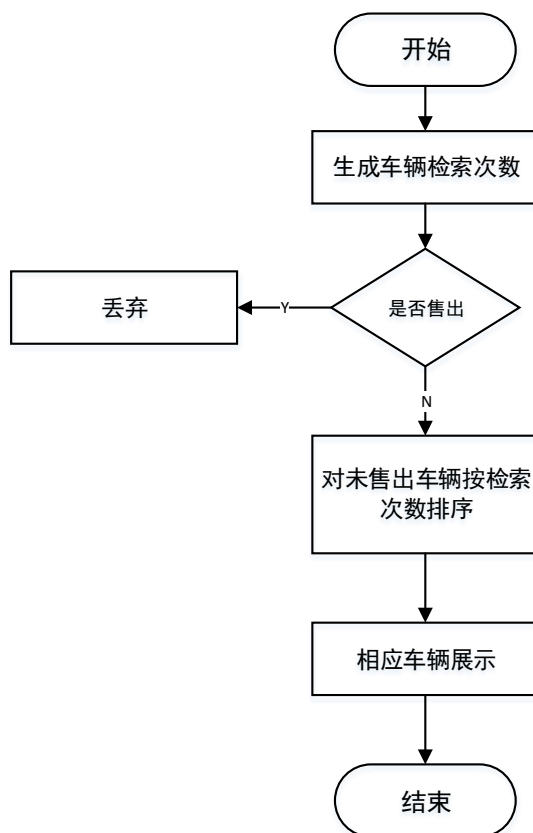 开始
生成车辆检索次数
是否售出
Y
丢弃
N
对未售出车辆按检索
次数排序
相应车辆展示
结束